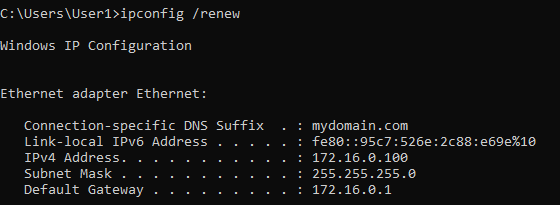 C:\Users\User1>ipconfig /renew
Windows IP Configuration
Ethernet adapter Ethernet:
Connection-specific DNS Suffix  . : mydomain.com
Link-local IPv6 Address . . . . . : fe80::95c7:526e:2c88:e69e%10
IPv4 Address. . . . . . . . . . . : 172.16.0.100
Subnet Mask . . . . . . . . . . . : 255.255.255.0
Default Gateway . . . . . . . . . : 172.16.0.1